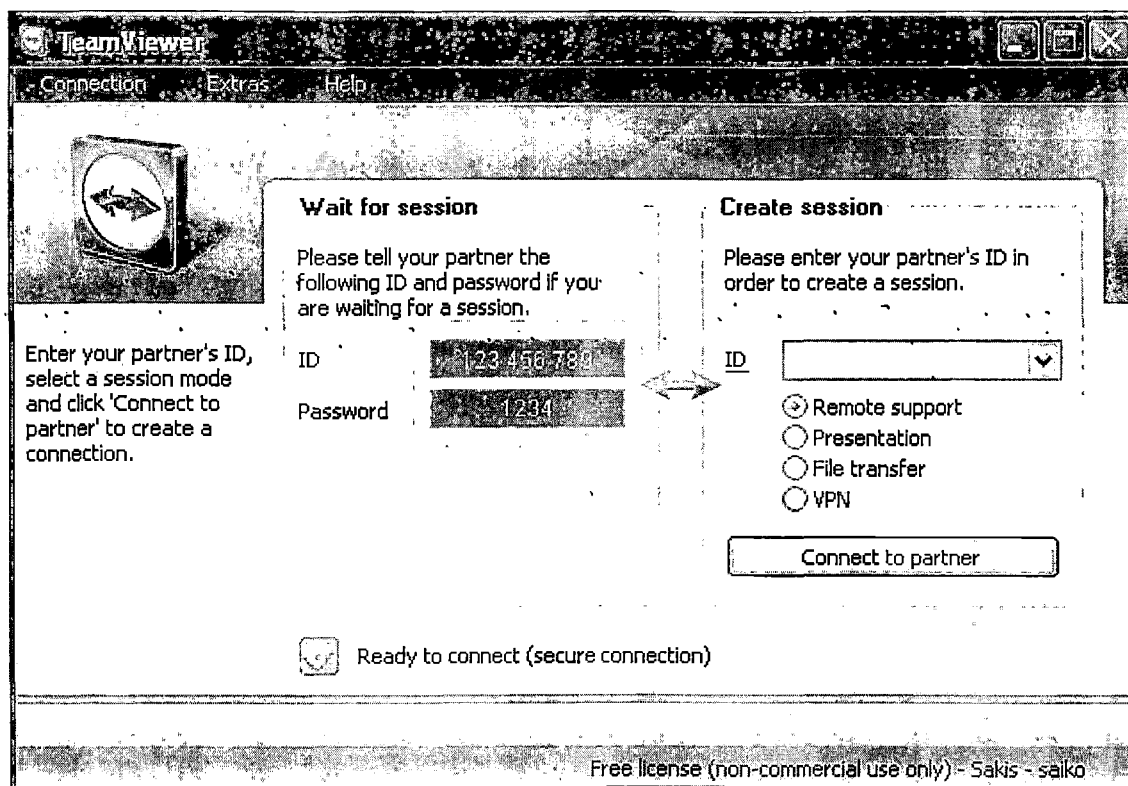 TeamViewer
Connection Extras Help
Wait for session
Please tell your partner the
following ID and password if you
are waiting for a session.
ID 123 456 789
Password 1234
Create session
Please enter your partner's ID in
order to create a session.
ID
Remote support
Presentation
File transfer
VPN
Connect to partner
Enter your partner's ID,
select a session mode
and click 'Connect to
partner' to create a
connection.
Ready to connect (secure connection)
Free license (non-commercial use only) - Sakis - saiko